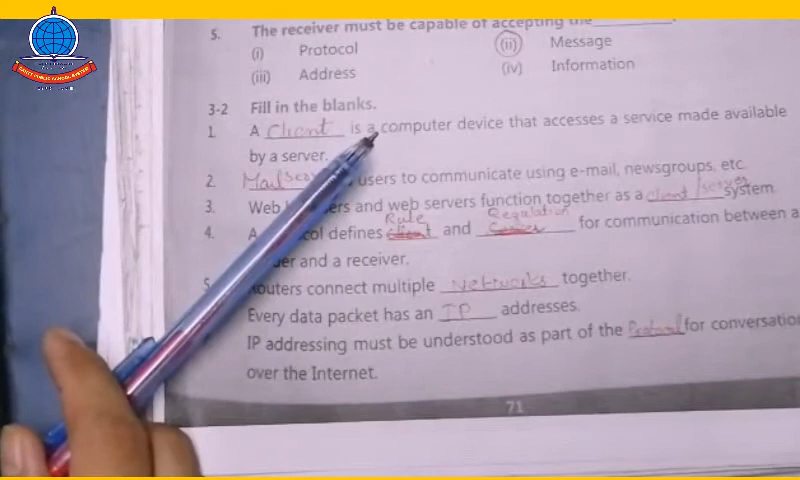 5. The receiver must be capable of accepting the
(i) Protocol (ii) Message
(iii) Address (iv) Information
3-2 Fill in the blanks.
1. A Client is a computer device that accesses a service made available
by a server.
2. Mail users to communicate using e-mail, newsgroups, etc.
3. Web and web servers function together as a client/server system.
Rule Regulation
4. A defines and for communication between a
and a receiver.
5. Routers connect multiple Networks together.
Every data packet has an IP addresses.
IP addressing must be understood as part of the Protocol for conversation
over the Internet.
71